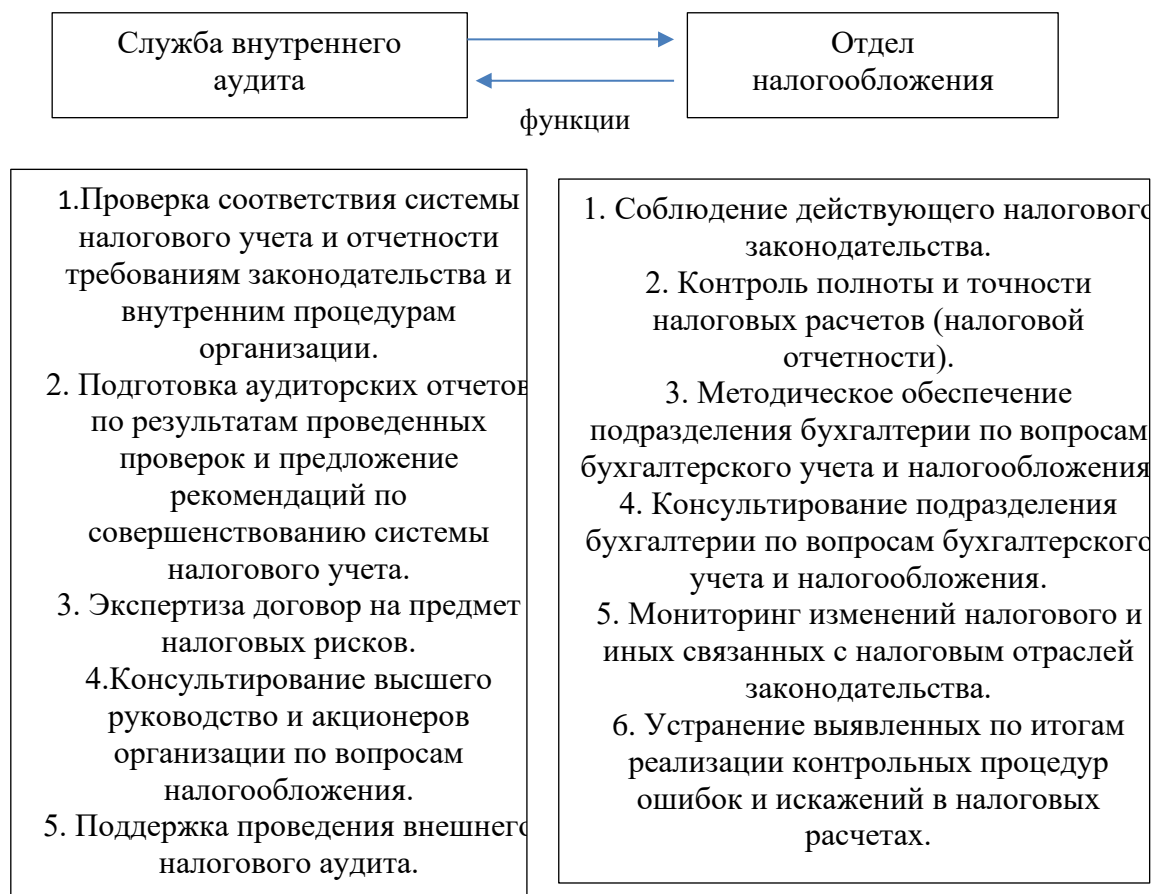 Служба внутреннего
аудита
Отдел
налогообложения
функции
1.Проверка соответствия системы
налогового учета и отчетности
требованиям законодательства и
внутренним процедурам
организации.
2. Подготовка аудиторских отчетов
по результатам проведенных
проверок и предложение
рекомендаций по
совершенствованию системы
налогового учета.
3. Экспертиза договор на предмет
налоговых рисков.
4.Консультирование высшего
руководство и акционеров
организации по вопросам
налогообложения.
5. Поддержка проведения внешнего
налогового аудита.
1. Соблюдение действующего налогового
законодательства.
2. Контроль полноты и точности
налоговых расчетов (налоговой
отчетности).
3. Методическое обеспечение
подразделения бухгалтерии по вопросам
бухгалтерского учета и налогообложения
4. Консультирование подразделения
бухгалтерии по вопросам бухгалтерского
учета и налогообложения.
5. Мониторинг изменений налогового и
иных связанных с налоговым отраслей
законодательства.
6. Устранение выявленных по итогам
реализации контрольных процедур
ошибок и искажений в налоговых
расчетах.